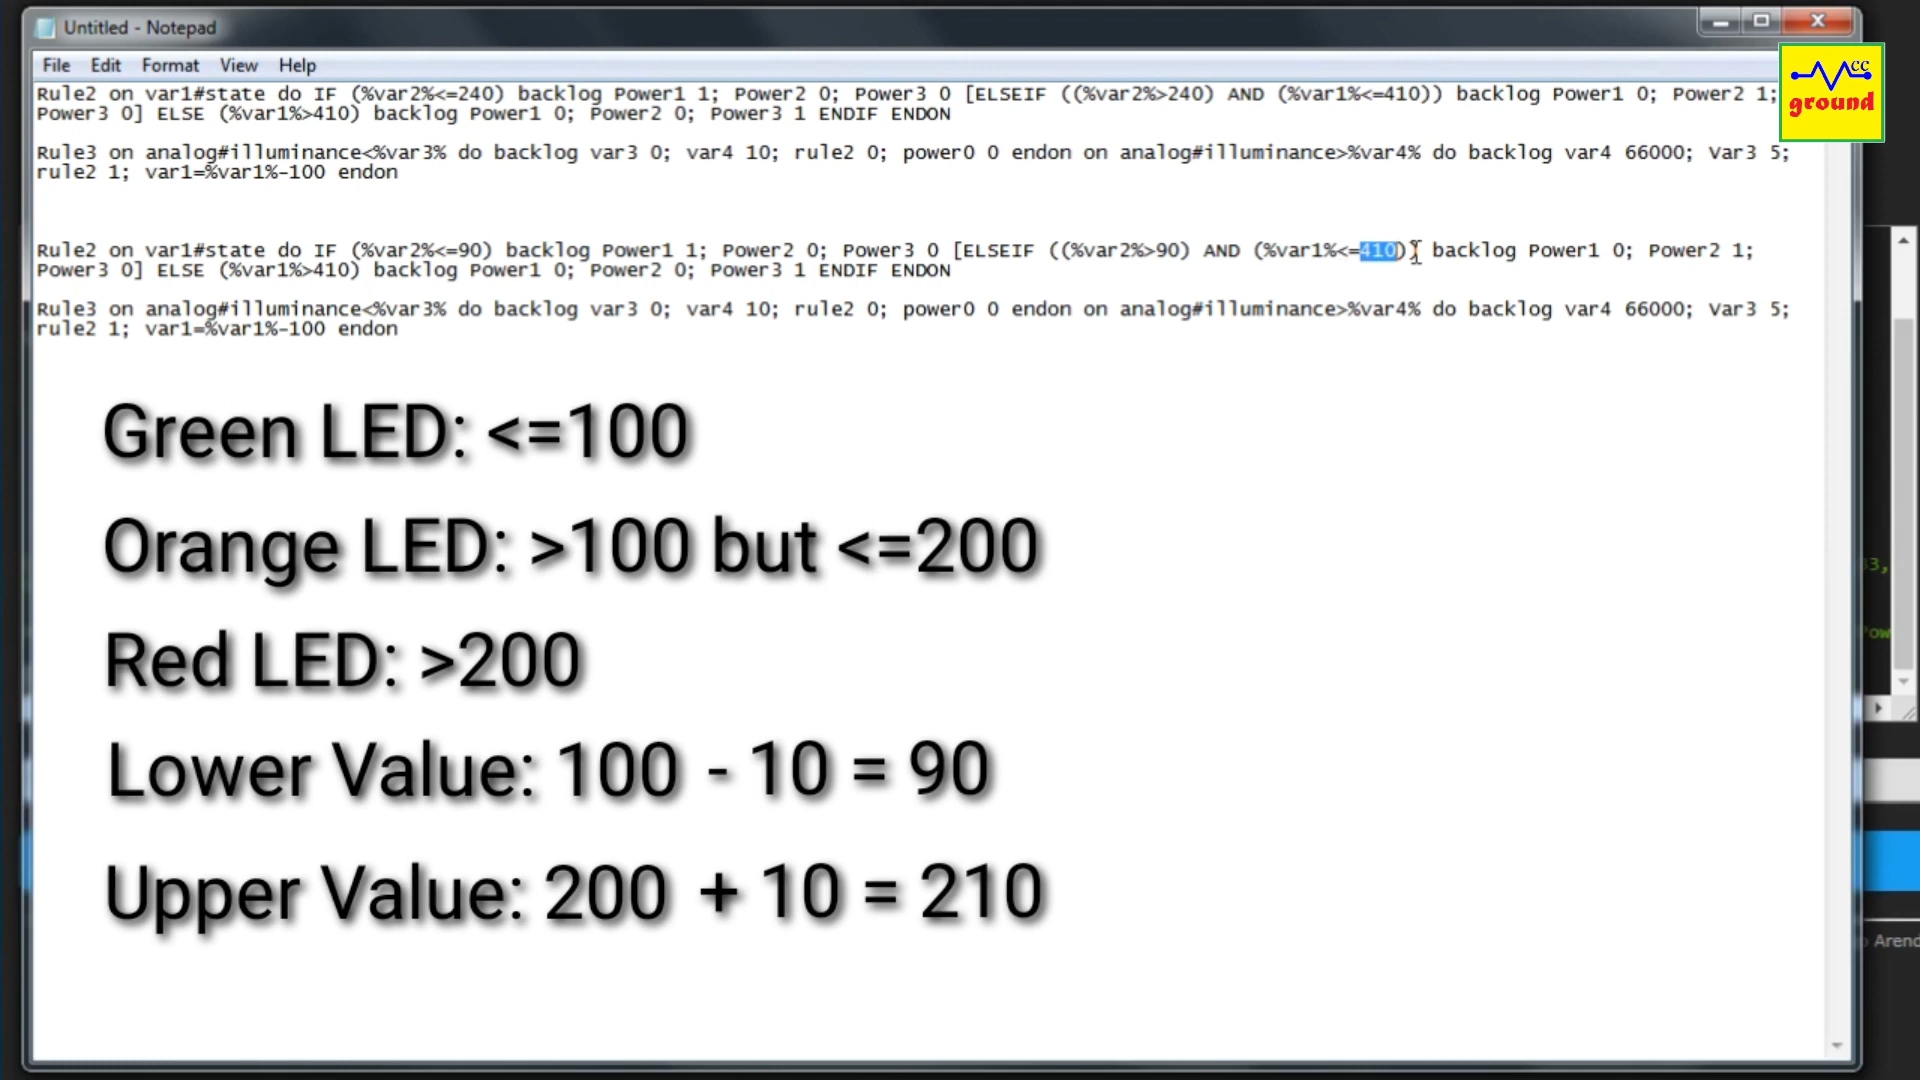 Untitled - Notepad
File Edit Format View Help
Rule2 on var1#state do IF (%var2%<=240) backlog Power1 1; Power2 0; Power3 0 [ELSEIF ((%var2%>240) AND (%var1%<=410)) backlog Power1 0; Power2 1;
Power3 0] ELSE (%var1%>410) backlog Power1 0; Power2 0; Power3 1 ENDIF ENDON
Rule3 on analog#illuminance<%var3% do backlog var3 0; var4 10; rule2 0; power0 0 endon on analog#illuminance>%var4% do backlog var4 66000; Var3 5;
rule2 1; var1=%var1%-100 endon
Rule2 on var1#state do IF (%var2%<=90) backlog Power1 1; Power2 0; Power3 0 [ELSEIF ((%var2%>90) AND (%var1%<=410)) backlog Power1 0; Power2 1;
Power3 0] ELSE (%var1%>410) backlog Power1 0; Power2 0; Power3 1 ENDIF ENDON
Rule3 on analog#illuminance<%var3% do backlog var3 0; var4 10; rule2 0; power0 0 endon on analog#illuminance>%var4% do backlog var4 66000; Var3 5;
rule2 1; var1=%var1%-100 endon
Green LED: <=100
Orange LED: >100 but <=200
Red LED: >200
Lower Value: 100 - 10 = 90
Upper Value: 200 + 10 = 210
cc
ground